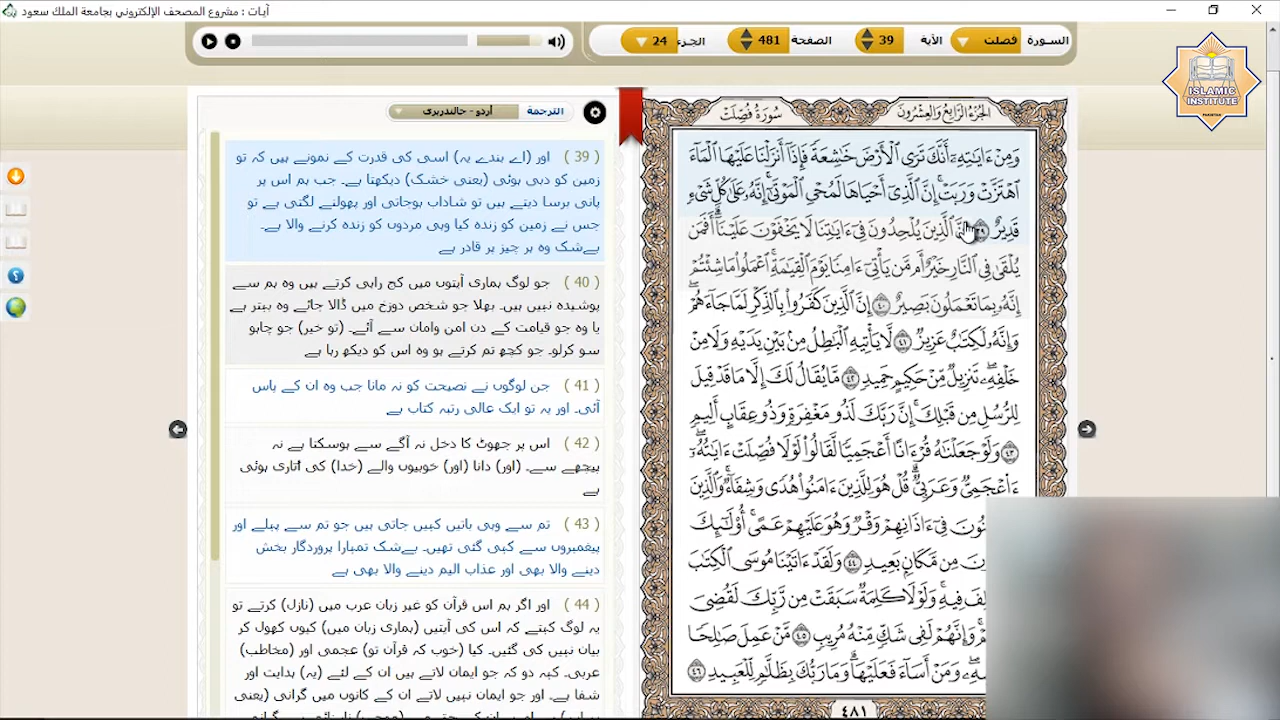 آيات : مشروع المصحف الإلكتروني بجامعة الملك سعود
السورة فصلت الآية 39 الصفحة 481 الجزء 24
ISLAMIC
INSTITUTE
PAKISTAN
الجزء الرابع والعشرون سورة فصلت
وَمِنْ ءَايَٰتِهِۦٓ أَنَّكَ تَرَى ٱلْأَرْضَ خَٰشِعَةً فَإِذَآ أَنزَلْنَا عَلَيْهَا ٱلْمَآءَ
ٱهْتَزَّتْ وَرَبَتْ ۚ إِنَّ ٱلَّذِىٓ أَحْيَاهَا لَمُحْىِ ٱلْمَوْتَىٰٓ ۚ إِنَّهُۥ عَلَىٰ كُلِّ شَىْءٍ
قَدِيرٌ ٣٩ ٱلَّذِينَ يُلْحِدُونَ فِىٓ ءَايَٰتِنَا لَا يَخْفَوْنَ عَلَيْنَآ ۗ أَفَمَن
يُلْقَىٰ فِى ٱلنَّارِ خَيْرٌ أَم مَّن يَأْتِىٓ ءَامِنًا يَوْمَ ٱلْقِيَٰمَةِ ۚ ٱعْمَلُوا۟ مَا شِئْتُمْ ۖ
إِنَّهُۥ بِمَا تَعْمَلُونَ بَصِيرٌ ٤٠ إِنَّ ٱلَّذِينَ كَفَرُوا۟ بِٱلذِّكْرِ لَمَّا جَآءَهُمْ ۖ
وَإِنَّهُۥ لَكِتَٰبٌ عَزِيزٌ ٤١ لَّا يَأْتِيهِ ٱلْبَٰطِلُ مِنۢ بَيْنِ يَدَيْهِ وَلَا مِنْ
خَلْفِهِۦ ۖ تَنزِيلٌ مِّنْ حَكِيمٍ حَمِيدٍ ٤٢ مَّا يُقَالُ لَكَ إِلَّا مَا قَدْ قِيلَ
لِلرُّسُلِ مِن قَبْلِكَ ۚ إِنَّ رَبَّكَ لَذُو مَغْفِرَةٍ وَذُو عِقَابٍ أَلِيمٍ
٤٣ وَلَوْ جَعَلْنَٰهُ قُرْءَانًا أَعْجَمِيًّا لَّقَالُوا۟ لَوْلَا فُصِّلَتْ ءَايَٰتُهُۥٓ ۖ
ءَا۬عْجَمِىٌّ وَعَرَبِىٌّ ۗ قُلْ هُوَ لِلَّذِينَ ءَامَنُوا۟ هُدًى وَشِفَآءٌ ۖ وَٱلَّذِينَ
فِىٓ ءَاذَانِهِمْ وَقْرٌ وَهُوَ عَلَيْهِمْ عَمًى ۚ أُو۟لَٰٓئِكَ
مِن مَّكَانٍۭ بَعِيدٍ ٤٤ وَلَقَدْ ءَاتَيْنَا مُوسَى ٱلْكِتَٰبَ
فِيهِ ۗ وَلَوْلَا كَلِمَةٌ سَبَقَتْ مِن رَّبِّكَ لَقُضِىَ
وَإِنَّهُمْ لَفِى شَكٍّ مِّنْهُ مُرِيبٍ ٤٥ مَّنْ عَمِلَ صَٰلِحًا
وَمَنْ أَسَآءَ فَعَلَيْهَا ۗ وَمَا رَبُّكَ بِظَلَّٰمٍ لِّلْعَبِيدِ ٤٦
٤٨١
الترجمة أردو - جالندربرى
( 39 ) اور (اے بندے یہ) اسی کی قدرت کے نمونے ہیں کہ تو
زمین کو دبی ہوئی (یعنی خشک) دیکھتا ہے۔ جب ہم اس پر
پانی برسا دیتے ہیں تو شاداب ہوجاتی اور پھولنے لگتی ہے تو
جس نے زمین کو زندہ کیا وہی مردوں کو زندہ کرنے والا ہے۔
بےشک وہ ہر چیز پر قادر ہے
( 40 ) جو لوگ ہماری آیتوں میں کج راہی کرتے ہیں وہ ہم سے
پوشیدہ نہیں ہیں۔ بھلا جو شخص دوزخ میں ڈالا جائے وہ بہتر ہے
یا وہ جو قیامت کے دن امن وامان سے آئے۔ (تو خیر) جو چاہو
سو کرلو۔ جو کچھ تم کرتے ہو وہ اس کو دیکھ رہا ہے
( 41 ) جن لوگوں نے نصیحت کو نہ مانا جب وہ ان کے پاس
آئی۔ اور یہ تو ایک عالی رتبہ کتاب ہے
( 42 ) اس پر جھوٹ کا دخل نہ آگے سے ہوسکتا ہے نہ
پیچھے سے۔ (اور) دانا (اور) خوبیوں والے (خدا) کی اتاری ہوئی
ہے
( 43 ) تم سے وہی باتیں کہیں جاتی ہیں جو تم سے پہلے اور
پیغمبروں سے کہی گئی تھیں۔ بےشک تمہارا پروردگار بخش
دینے والا بھی اور عذاب الیم دینے والا بھی ہے
( 44 ) اور اگر ہم اس قرآن کو غیر زبان عرب میں (نازل) کرتے تو
یہ لوگ کہتے کہ اس کی آیتیں (ہماری زبان میں) کیوں کھول کر
بیان نہیں کی گئیں۔ کیا (خوب کہ قرآن تو) عجمی اور (مخاطب)
عربی۔ کہہ دو کہ جو ایمان لاتے ہیں ان کے لئے (یہ) ہدایت اور
شفا ہے۔ اور جو ایمان نہیں لاتے ان کے کانوں میں گرانی (یعنی